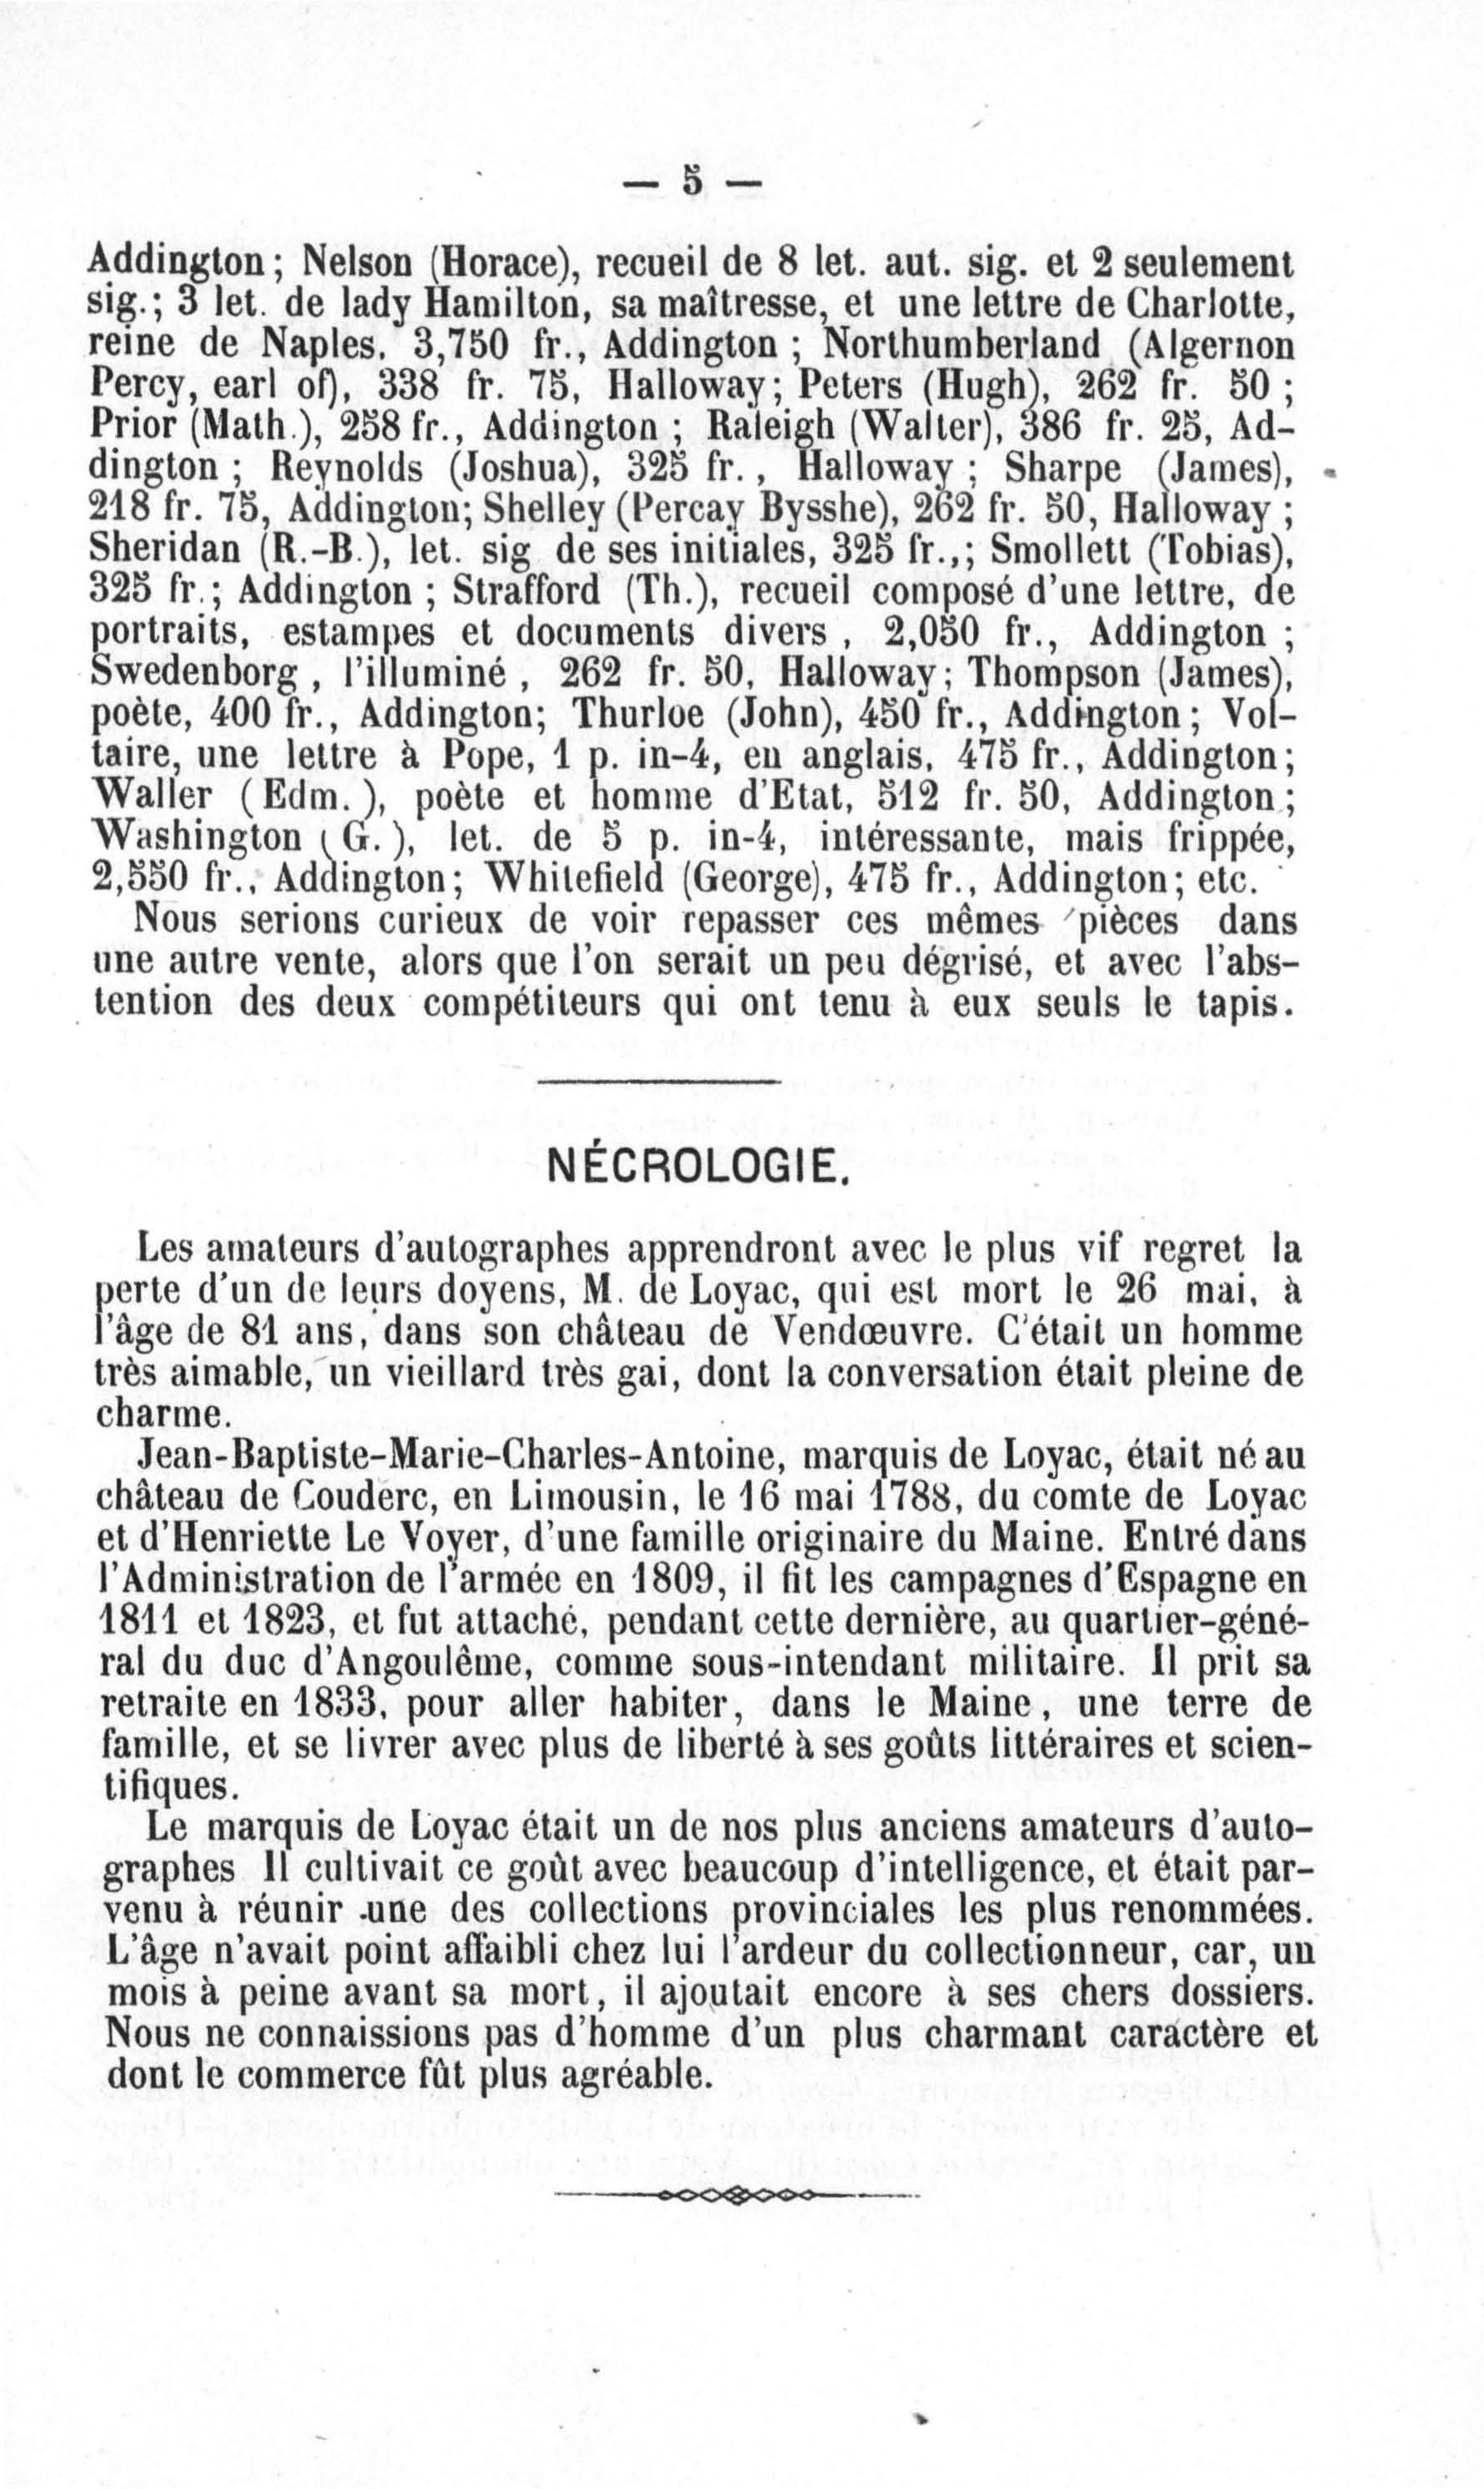 — 5 —
Addington ; Nelson (Horace), recueil de 8 let. aut. sig. et 2 seulement
sig. ; 3 let. de lady Hamilton, sa maîtresse, et une lettre de Charlotte,
reine de Naples. 3,750 fr., Addington ; Northumberland (Algernon
Percy, earl of), 338 fr. 75, Halloway ; Peters (Hugh), 262 fr. 50 ;
Prior (Math.), 258 fr., Addington ; Raleigh (Walter), 386 fr. 25, Ad-
dington ; Reynolds (Joshua), 325 fr., Halloway ; Sharpe (James),
218 fr. 75, Addington; Shelley (Percay Bysshe), 262 fr. 50, Halloway ;
Sheridan (R.-B.), let. sig de ses initiales, 325 fr.,; Smollett (Tobias),
325 fr.; Addington ; Strafford (Th.), recueil composé d'une lettre, de
portraits, estampes et documents divers, 2,050 fr., Addington ;
Swedenborg, l'illuminé, 262 fr. 50, Halloway; Thompson (James),
poète, 400 fr., Addington; Thurloe (John), 450 fr., Addington; Vol-
taire, une lettre à Pope, 1 p. in-4, en anglais, 475 fr., Addington;
Waller (Edm.), poète et homme d'Etat, 512 fr. 50, Addington;
Washington (G.), let. de 5 p. in-4, intéressante, mais frippée,
2,550 fr., Addington; Whitefield (George), 475 fr., Addington; etc.
Nous serions curieux de voir repasser ces mêmes pièces dans
une autre vente, alors que l'on serait un peu dégrisé, et avec l'abs-
tention des deux compétiteurs qui ont tenu à eux seuls le tapis.
NÉCROLOGIE.
Les amateurs d'autographes apprendront avec le plus vif regret la
perte d'un de leurs doyens, M. de Loyac, qui est mort le 26 mai, à
l'âge de 81 ans, dans son château de Vendœuvre. C'était un homme
très aimable, un vieillard très gai, dont la conversation était pleine de
charme.
Jean-Baptiste-Marie-Charles-Antoine, marquis de Loyac, était né au
château de Couderc, en Limousin, le 16 mai 1788, du comte de Loyac
et d'Henriette Le Voyer, d'une famille originaire du Maine. Entré dans
l'Administration de l'armée en 1809, il fit les campagnes d'Espagne en
1811 et 1823, et fut attaché, pendant cette dernière, au quartier-géné-
ral du duc d'Angoulême, comme sous-intendant militaire. Il prit sa
retraite en 1833, pour aller habiter, dans le Maine, une terre de
famille, et se livrer avec plus de liberté à ses goûts littéraires et scien-
tifiques.
Le marquis de Loyac était un de nos plus anciens amateurs d'auto-
graphes Il cultivait ce goût avec beaucoup d'intelligence, et était par-
venu à réunir une des collections provinciales les plus renommées.
L'âge n'avait point affaibli chez lui l'ardeur du collectionneur, car, un
mois à peine avant sa mort, il ajoutait encore à ses chers dossiers.
Nous ne connaissions pas d'homme d'un plus charmant caractère et
dont le commerce fût plus agréable.